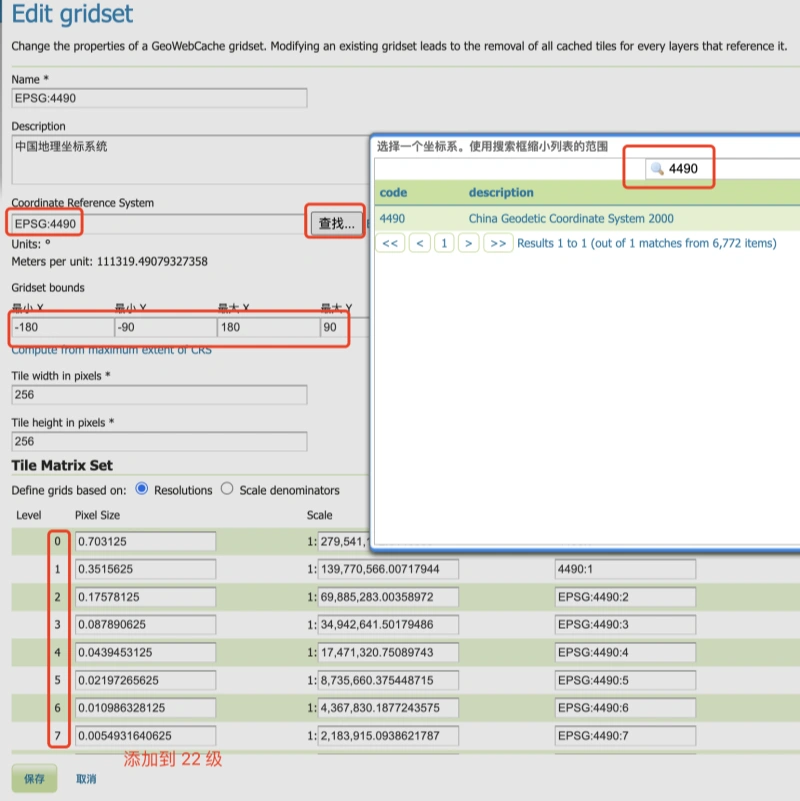 Edit gridset
Change the properties of a GeoWebCache gridset. Modifying an existing gridset leads to the removal of all cached tiles for every layers that reference it.
Name *
EPSG:4490
Description
中国地理坐标系统
Coordinate Reference System
EPSG:4490 查找...
Units: °
Meters per unit: 111319.49079327358
Gridset bounds
最小 X 最小 Y 最大 X 最大 Y
-180 -90 180 90
Compute from maximum extent of CRS
Tile width in pixels *
256
Tile height in pixels *
256
Tile Matrix Set
Define grids based on: Resolutions Scale denominators
Level Pixel Size Scale
0 0.703125 1: 279,541,
1 0.3515625 1: 139,770,566.00717944 4490:1
2 0.17578125 1: 69,885,283.00358972 EPSG:4490:2
3 0.087890625 1: 34,942,641.50179486 EPSG:4490:3
4 0.0439453125 1: 17,471,320.75089743 EPSG:4490:4
5 0.02197265625 1: 8,735,660.375448715 EPSG:4490:5
6 0.010986328125 1: 4,367,830.1877243575 EPSG:4490:6
7 0.0054931640625 1: 2,183,915.0938621787 EPSG:4490:7
添加到 22 级
保存 取消
选择一个坐标系。使用搜索框缩小列表的范围
4490
code description
4490 China Geodetic Coordinate System 2000
<< < 1 > >> Results 1 to 1 (out of 1 matches from 6,772 items)